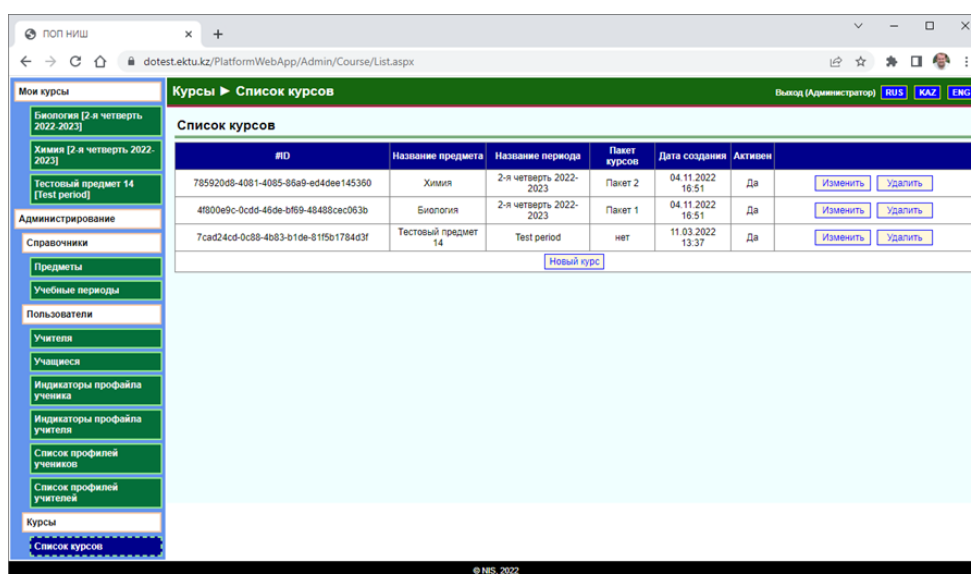 ПОП НИШ
dotest.ektu.kz/PlatformWebApp/Admin/Course/List.aspx
Мои курсы
Биология [2-я четверть
2022-2023]
Химия [2-я четверть 2022-
2023]
Тестовый предмет 14
[Test period]
Администрирование
Справочники
Предметы
Учебные периоды
Пользователи
Учителя
Учащиеся
Индикаторы профайла
ученика
Индикаторы профайла
учителя
Список профилей
учеников
Список профилей
учителей
Курсы
Список курсов
Курсы ► Список курсов
Выход (Администратор) RUS KAZ ENG
Список курсов
#ID Название предмета Название периода Пакет курсов Дата создания Активен
785920d8-4081-4085-86a9-ed4dee145360 Химия 2-я четверть 2022-2023 Пакет 2 04.11.2022 16:51 Да Изменить Удалить
4f800e9c-0cdd-46de-bf69-48488cec063b Биология 2-я четверть 2022-2023 Пакет 1 04.11.2022 16:51 Да Изменить Удалить
7cad24cd-0c88-4b83-b1de-81f5b1784d3f Тестовый предмет 14 Test period нет 11.03.2022 13:37 Да Изменить Удалить
Новый курс
© NIS, 2022